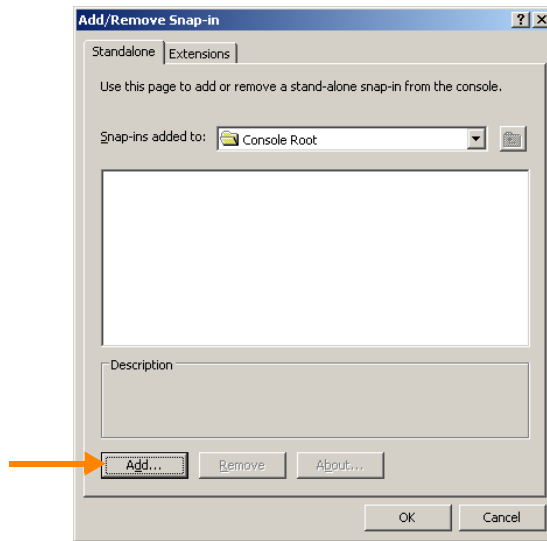 Add/Remove Snap-in
Standalone Extensions
Use this page to add or remove a stand-alone snap-in from the console.
Snap-ins added to: Console Root
Description
Add... Remove About...
OK Cancel